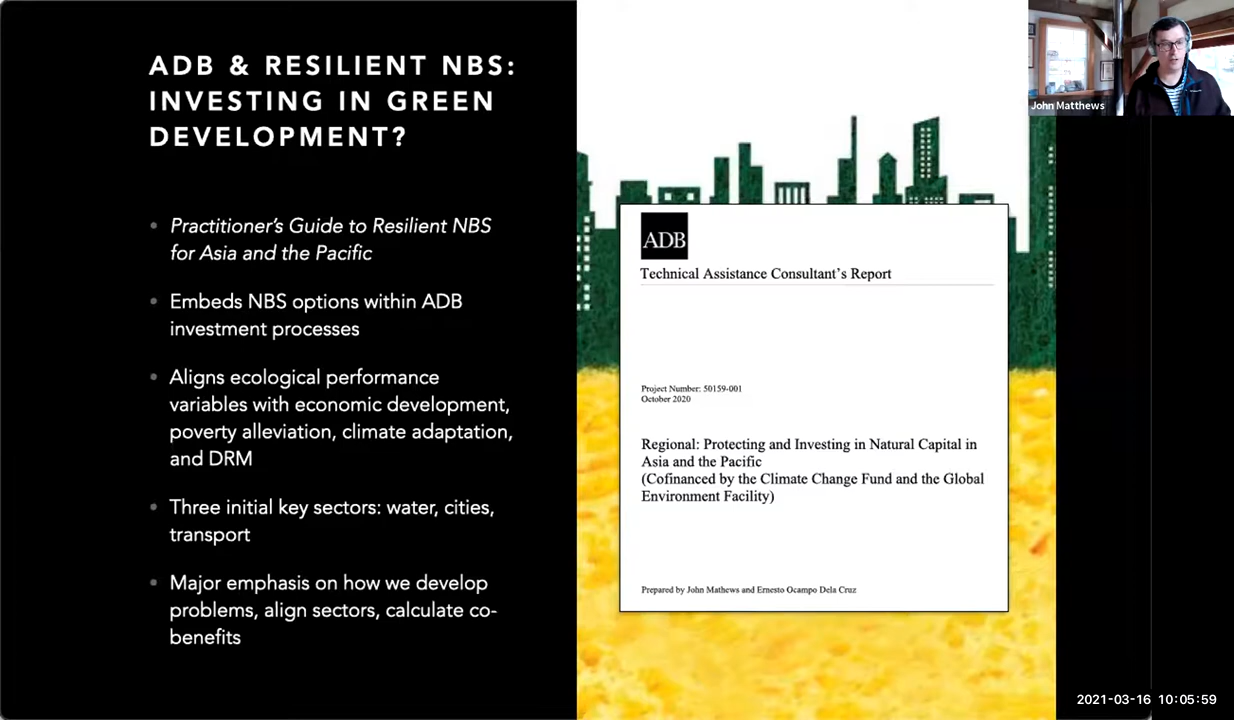 ADB & RESILIENT NBS:
INVESTING IN GREEN
DEVELOPMENT?
• Practitioner's Guide to Resilient NBS
for Asia and the Pacific
• Embeds NBS options within ADB
investment processes
• Aligns ecological performance
variables with economic development,
poverty alleviation, climate adaptation,
and DRM
• Three initial key sectors: water, cities,
transport
• Major emphasis on how we develop
problems, align sectors, calculate co-
benefits
ADB
Technical Assistance Consultant's Report
Project Number: 50159-001
October 2020
Regional: Protecting and Investing in Natural Capital in
Asia and the Pacific
(Cofinanced by the Climate Change Fund and the Global
Environment Facility)
Prepared by John Mathews and Ernesto Ocampo Dela Cruz
John Matthews
2021-03-16 10:05:59